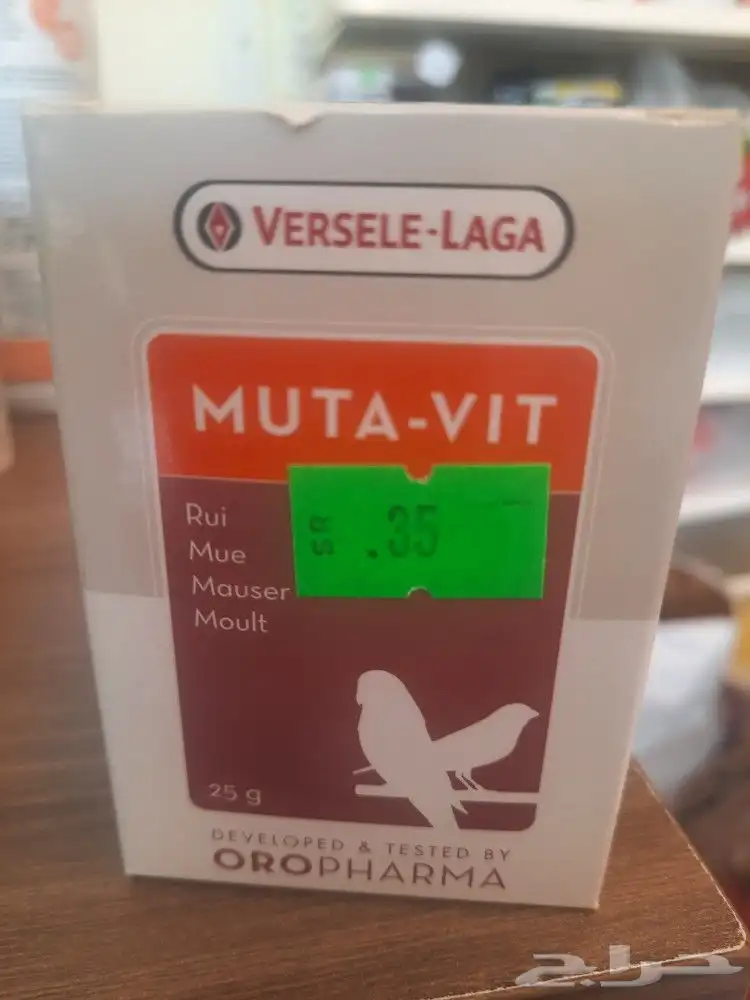 VERSELE-LAGA
MUTA-VIT
SR .35
Rui
Mue
Mauser
Moult
25 g
DEVELOPED & TESTED BY
OROPHARMA
حراج